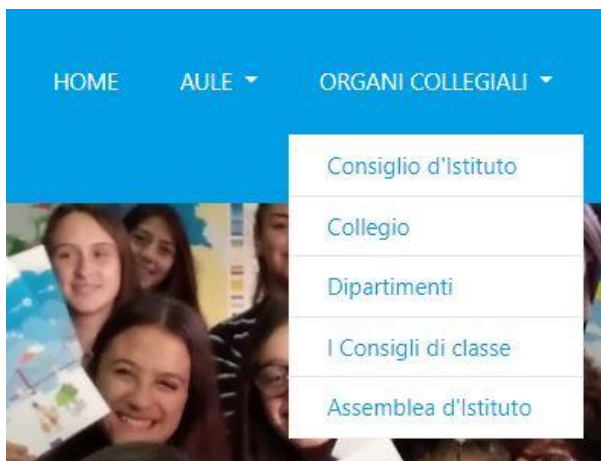 HOME
AULE
ORGANI COLLEGIALI
Consiglio d'Istituto
Collegio
Dipartimenti
I Consigli di classe
Assemblea d'Istituto